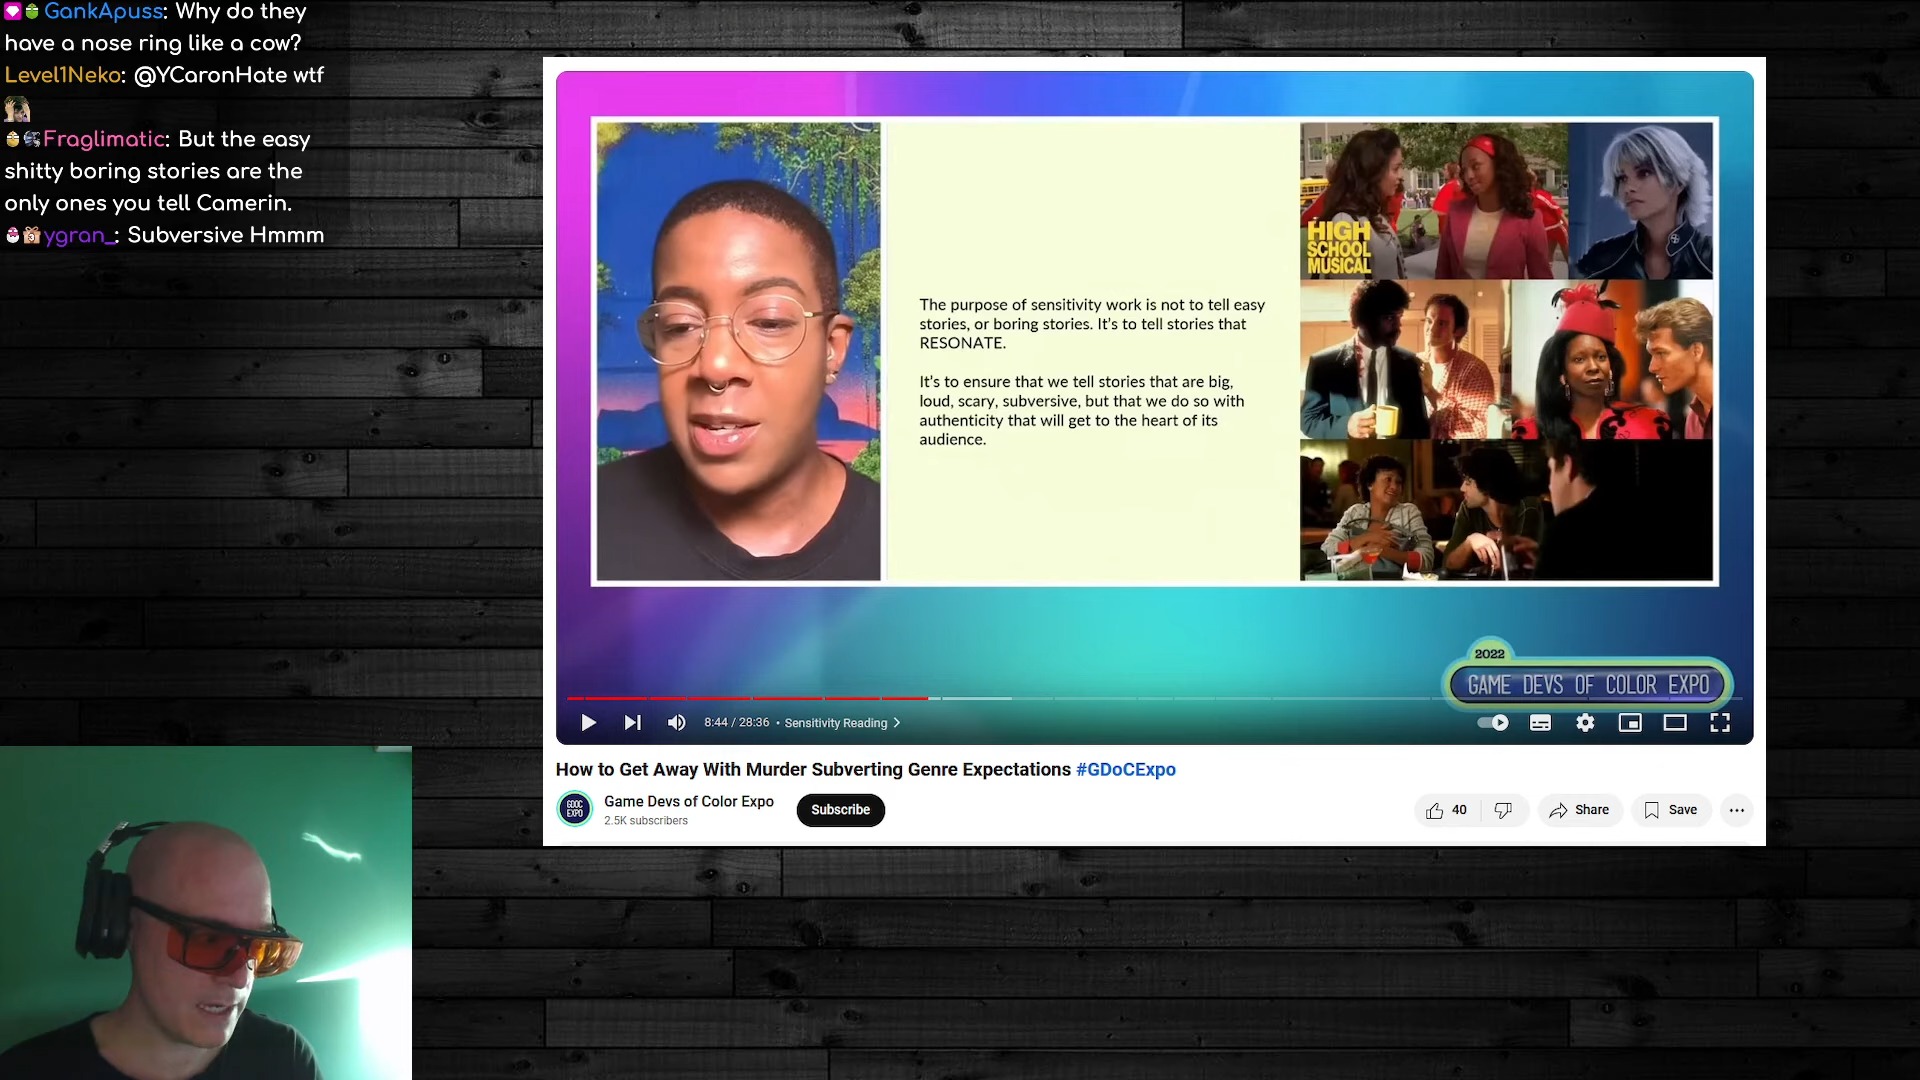 GankApuss: Why do they
have a nose ring like a cow?
Level1Neko: @YCaronHate wtf
Fraglimatic: But the easy
shitty boring stories are the
only ones you tell Camerin.
ygran_: Subversive Hmmm
HIGH
SCHOOL
MUSICAL
The purpose of sensitivity work is not to tell easy
stories, or boring stories. It's to tell stories that
RESONATE.
It's to ensure that we tell stories that are big,
loud, scary, subversive, but that we do so with
authenticity that will get to the heart of its
audience.
2022
GAME DEVS OF COLOR EXPO
8:44 / 28:36 • Sensitivity Reading
How to Get Away With Murder Subverting Genre Expectations #GDoCExpo
GDOC
EXPO
Game Devs of Color Expo
2.5K subscribers
Subscribe
40
Share
Save